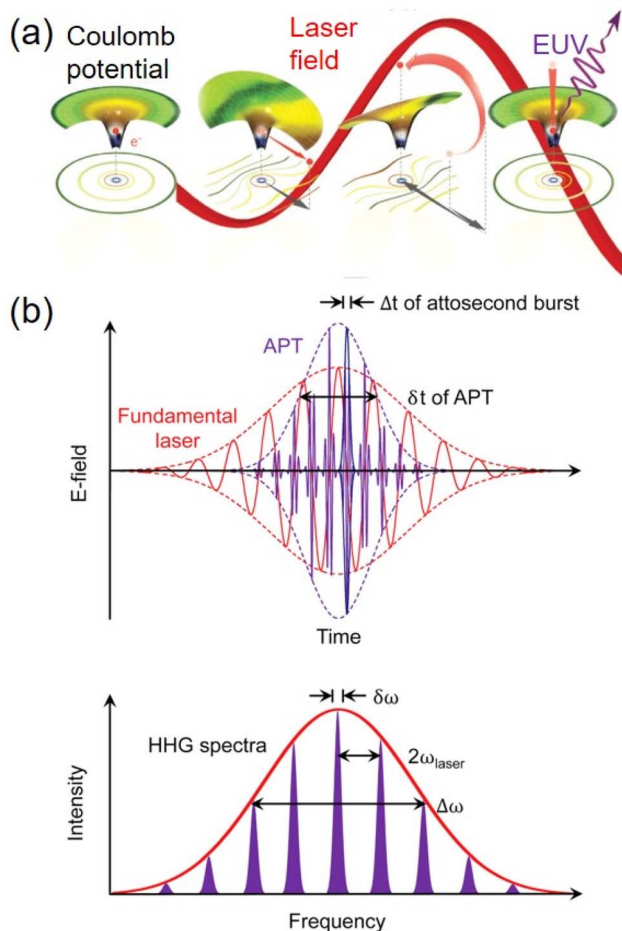 (a)
Coulomb
potential
Laser
field
EUV
e⁻
(b)
Δt of attosecond burst
APT
δt of APT
Fundamental
laser
E-field
Time
δω
HHG spectra
2ω_laser
Δω
Intensity
Frequency